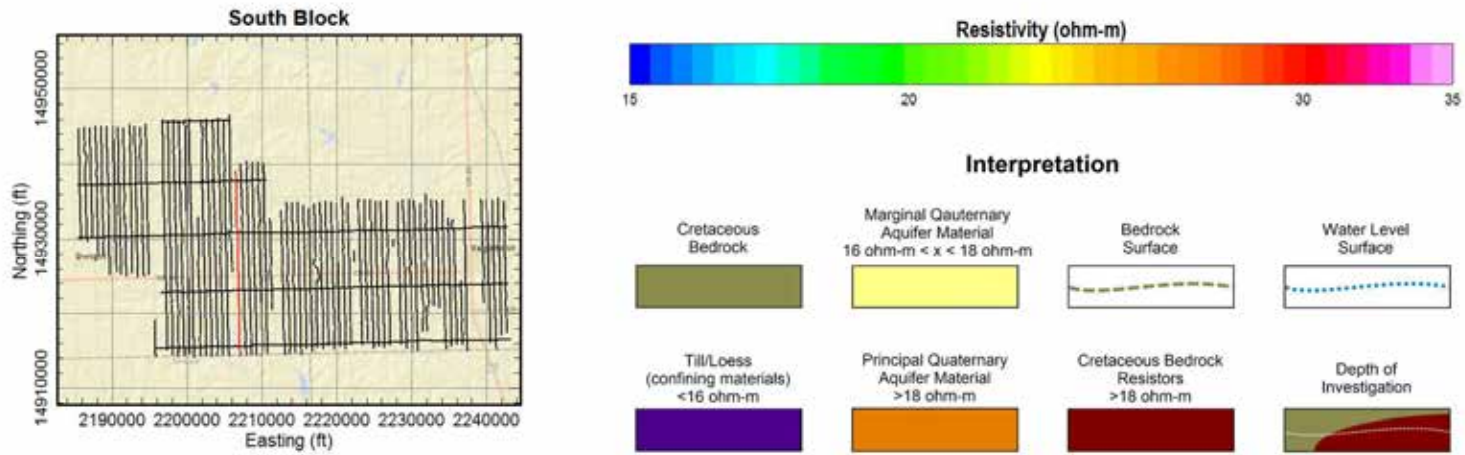 South Block
14950000
14930000
14910000
Northing (ft)
2190000 2200000 2210000 2220000 2230000 2240000
Easting (ft)
Resistivity (ohm-m)
15 20 30 35
Interpretation
Cretaceous
Bedrock
Marginal Qauternary
Aquifer Material
16 ohm-m < x < 18 ohm-m
Bedrock
Surface
Water Level
Surface
Till/Loess
(confining materials)
<16 ohm-m
Principal Quaternary
Aquifer Material
>18 ohm-m
Cretaceous Bedrock
Resistors
>18 ohm-m
Depth of
Investigation